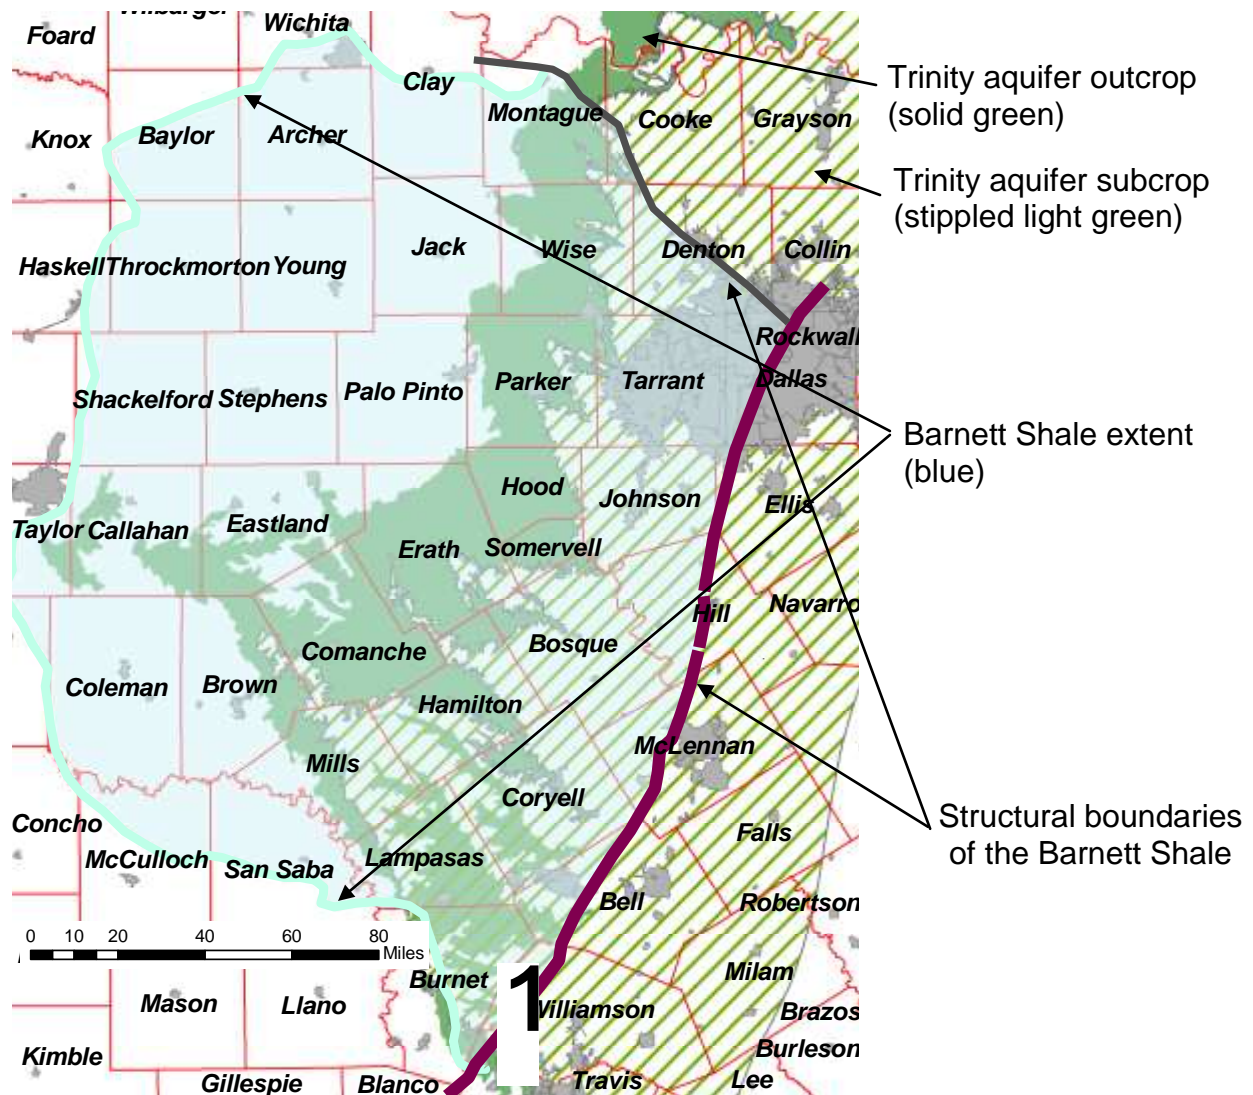 Wilbarger
Wichita
Foard
Clay
Montague
Cooke
Grayson
Knox
Baylor
Archer
Trinity aquifer outcrop
(solid green)
Trinity aquifer subcrop
(stippled light green)
Jack
Wise
Denton
Collin
Haskell
Throckmorton
Young
Rockwall
Shackelford
Stephens
Palo Pinto
Parker
Tarrant
Dallas
Barnett Shale extent
(blue)
Hood
Johnson
Ellis
Taylor
Callahan
Eastland
Erath
Somervell
Hill
Navarro
Bosque
Comanche
Coleman
Brown
Hamilton
McLennan
Mills
Coryell
Structural boundaries
of the Barnett Shale
Concho
McCulloch
San Saba
Lampasas
Falls
Bell
Robertson
0 10 20 40 60 80
Miles
Burnet
Milam
1
Mason
Llano
Williamson
Brazos
Kimble
Burleson
Gillespie
Blanco
Travis
Lee